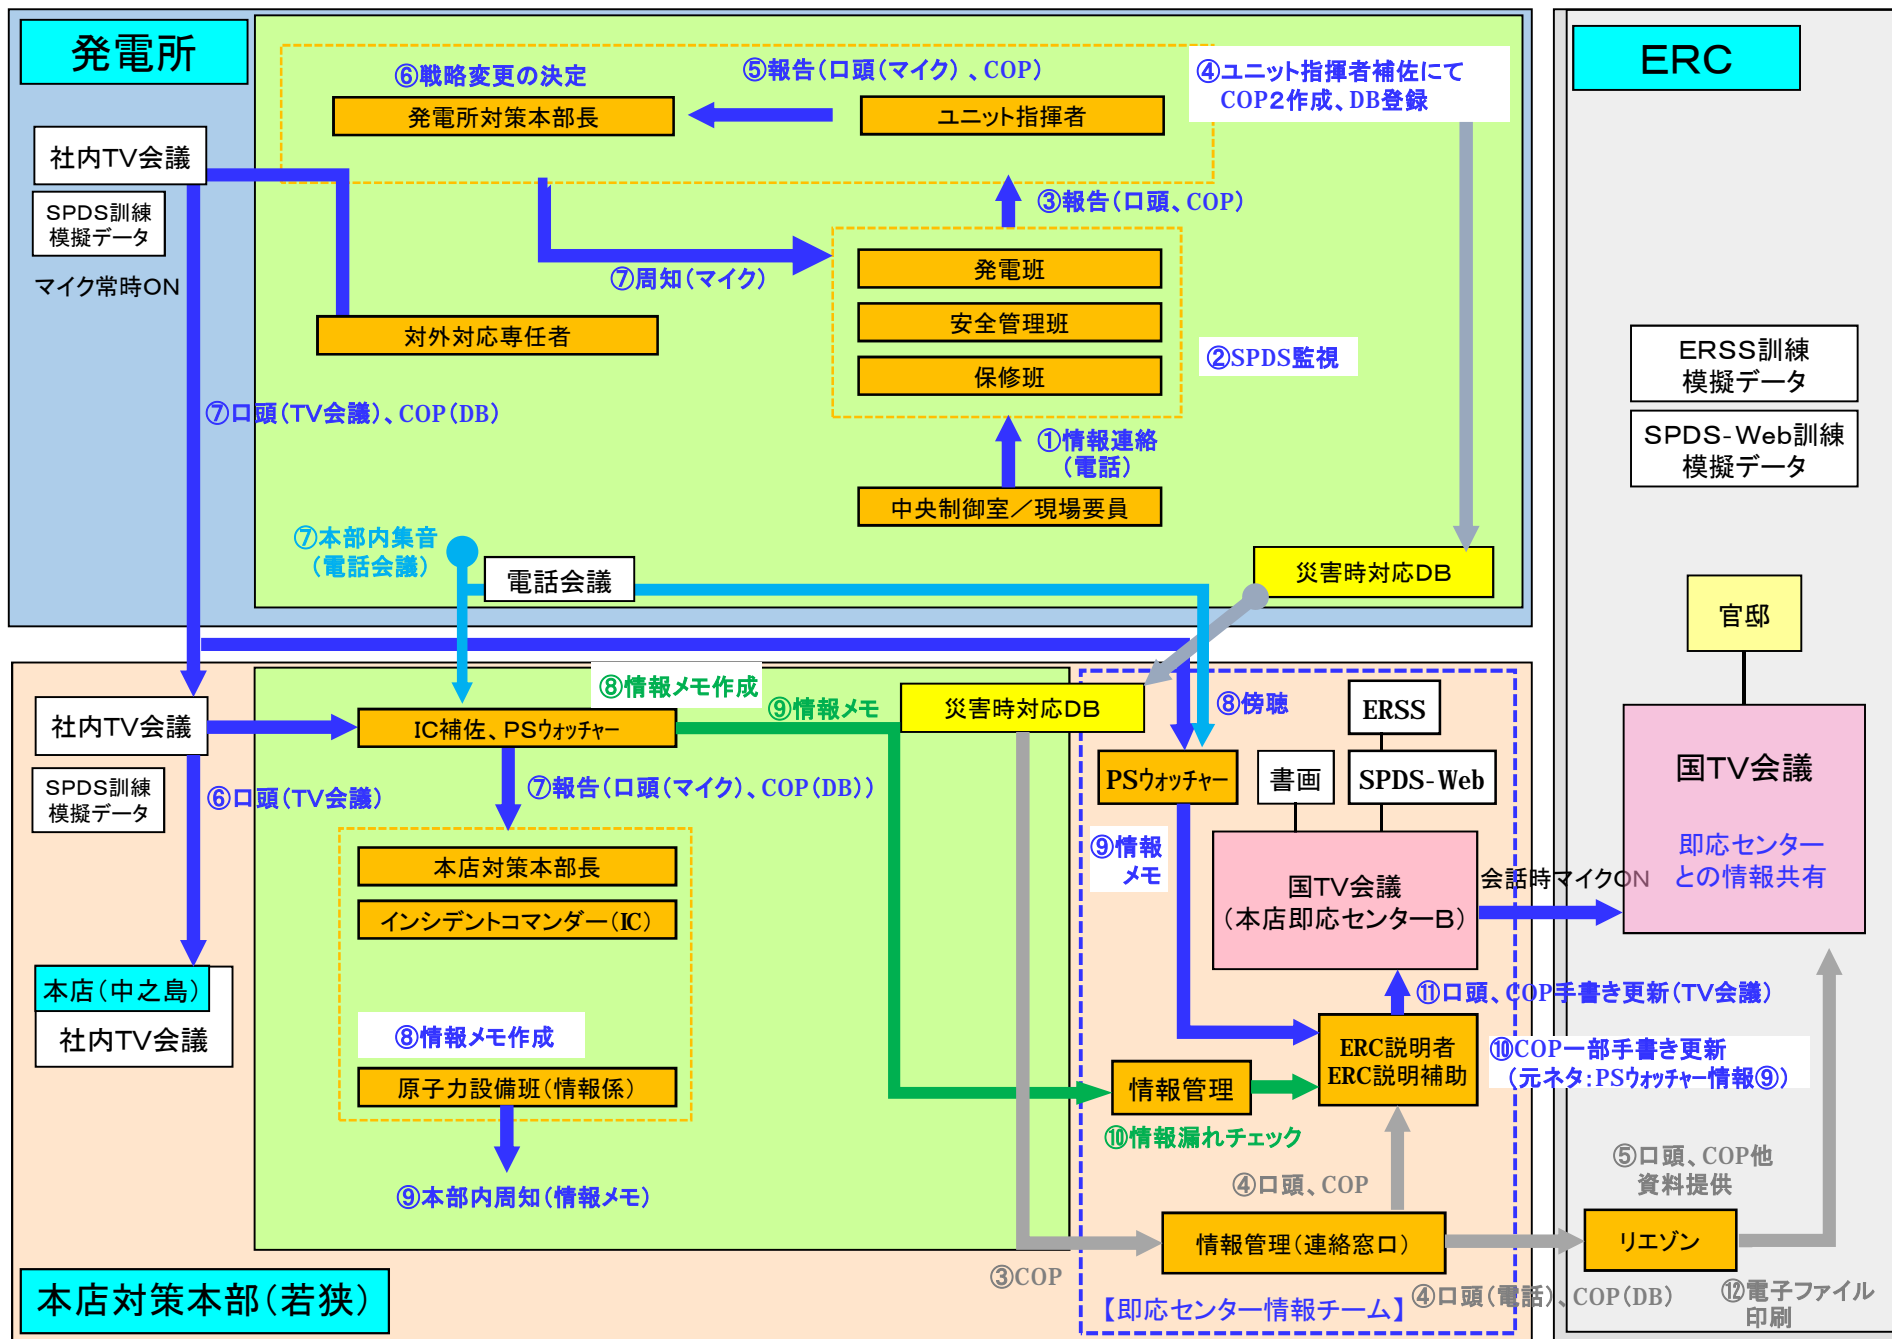 発電所
ERC
⑥戦略変更の決定
⑤報告(口頭(マイク)、COP)
④ユニット指揮者補佐にて
COP2作成、DB登録
発電所対策本部長
ユニット指揮者
社内TV会議
SPDS訓練
模擬データ
マイク常時ON
③報告(口頭、COP)
⑦周知(マイク)
発電班
安全管理班
保修班
対外対応専任者
②SPDS監視
⑦口頭(TV会議)、COP(DB)
①情報連絡
(電話)
中央制御室/現場要員
⑦本部内集音
(電話会議)
電話会議
災害時対応DB
ERSS訓練
模擬データ
SPDS-Web訓練
模擬データ
官邸
国TV会議
即応センター
との情報共有
社内TV会議
SPDS訓練
模擬データ
⑥口頭(TV会議)
⑧情報メモ作成
⑨情報メモ
IC補佐、PSウォッチャー
⑦報告(口頭(マイク)、COP(DB))
災害時対応DB
⑧傍聴
ERSS
PSウォッチャー
書画
SPDS-Web
⑨情報
メモ
本店対策本部長
インシデントコマンダー(IC)
国TV会議
(本店即応センターB)
会話時マイクON
本店(中之島)
社内TV会議
⑧情報メモ作成
原子力設備班(情報係)
⑨本部内周知(情報メモ)
⑪口頭、COP手書き更新(TV会議)
ERC説明者
ERC説明補助
⑩COP一部手書き更新
(元ネタ:PSウォッチャー情報⑨)
情報管理
⑩情報漏れチェック
④口頭、COP
情報管理(連絡窓口)
③COP
【即応センター情報チーム】
④口頭(電話)、COP(DB)
⑤口頭、COP他
資料提供
リエゾン
⑫電子ファイル
印刷
本店対策本部(若狭)